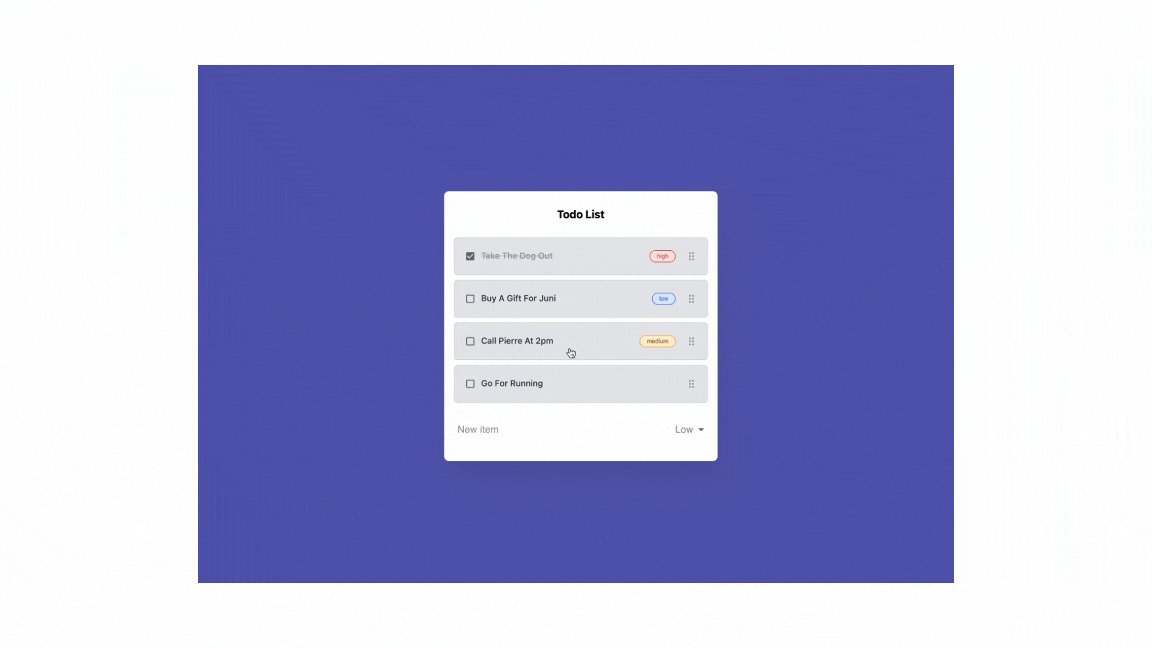 Todo List
Take The Dog Out high
Buy A Gift For Juni low
Call Pierre At 2pm medium
Go For Running
New item Low